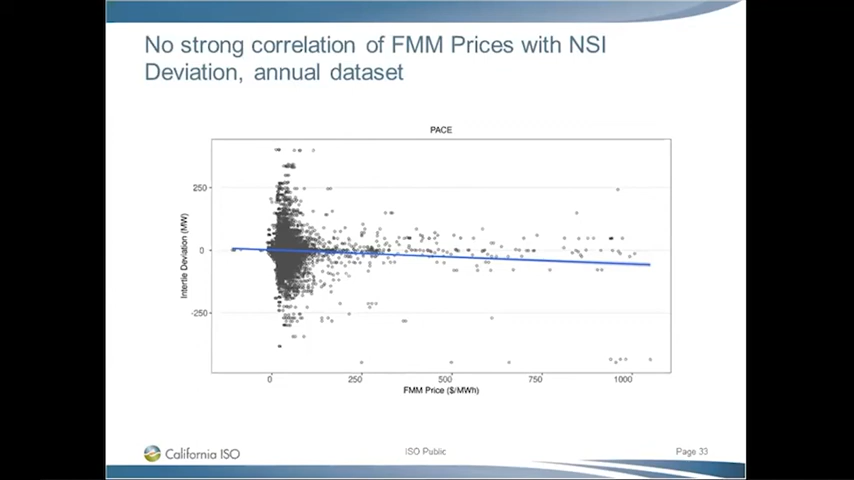 No strong correlation of FMM Prices with NSI
Deviation, annual dataset
PACE
250
0
-250
Intertie Deviation (MW)
0 250 500 750 1000
FMM Price ($/MWh)
California ISO
ISO Public
Page 33